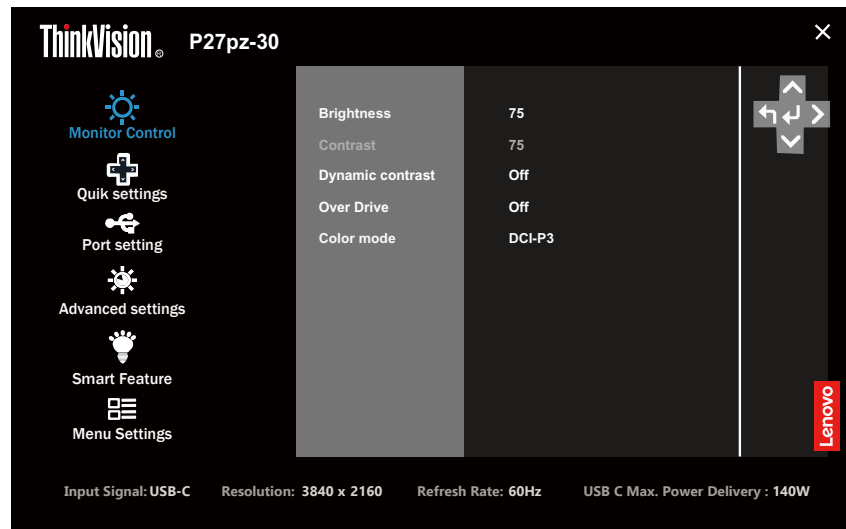 ThinkVision® P27pz-30
Monitor Control
Quik settings
Port setting
Advanced settings
Smart Feature
Menu Settings
Brightness 75
Contrast 75
Dynamic contrast Off
Over Drive Off
Color mode DCI-P3
Lenovo
Input Signal: USB-C Resolution: 3840 x 2160 Refresh Rate: 60Hz USB C Max. Power Delivery : 140W